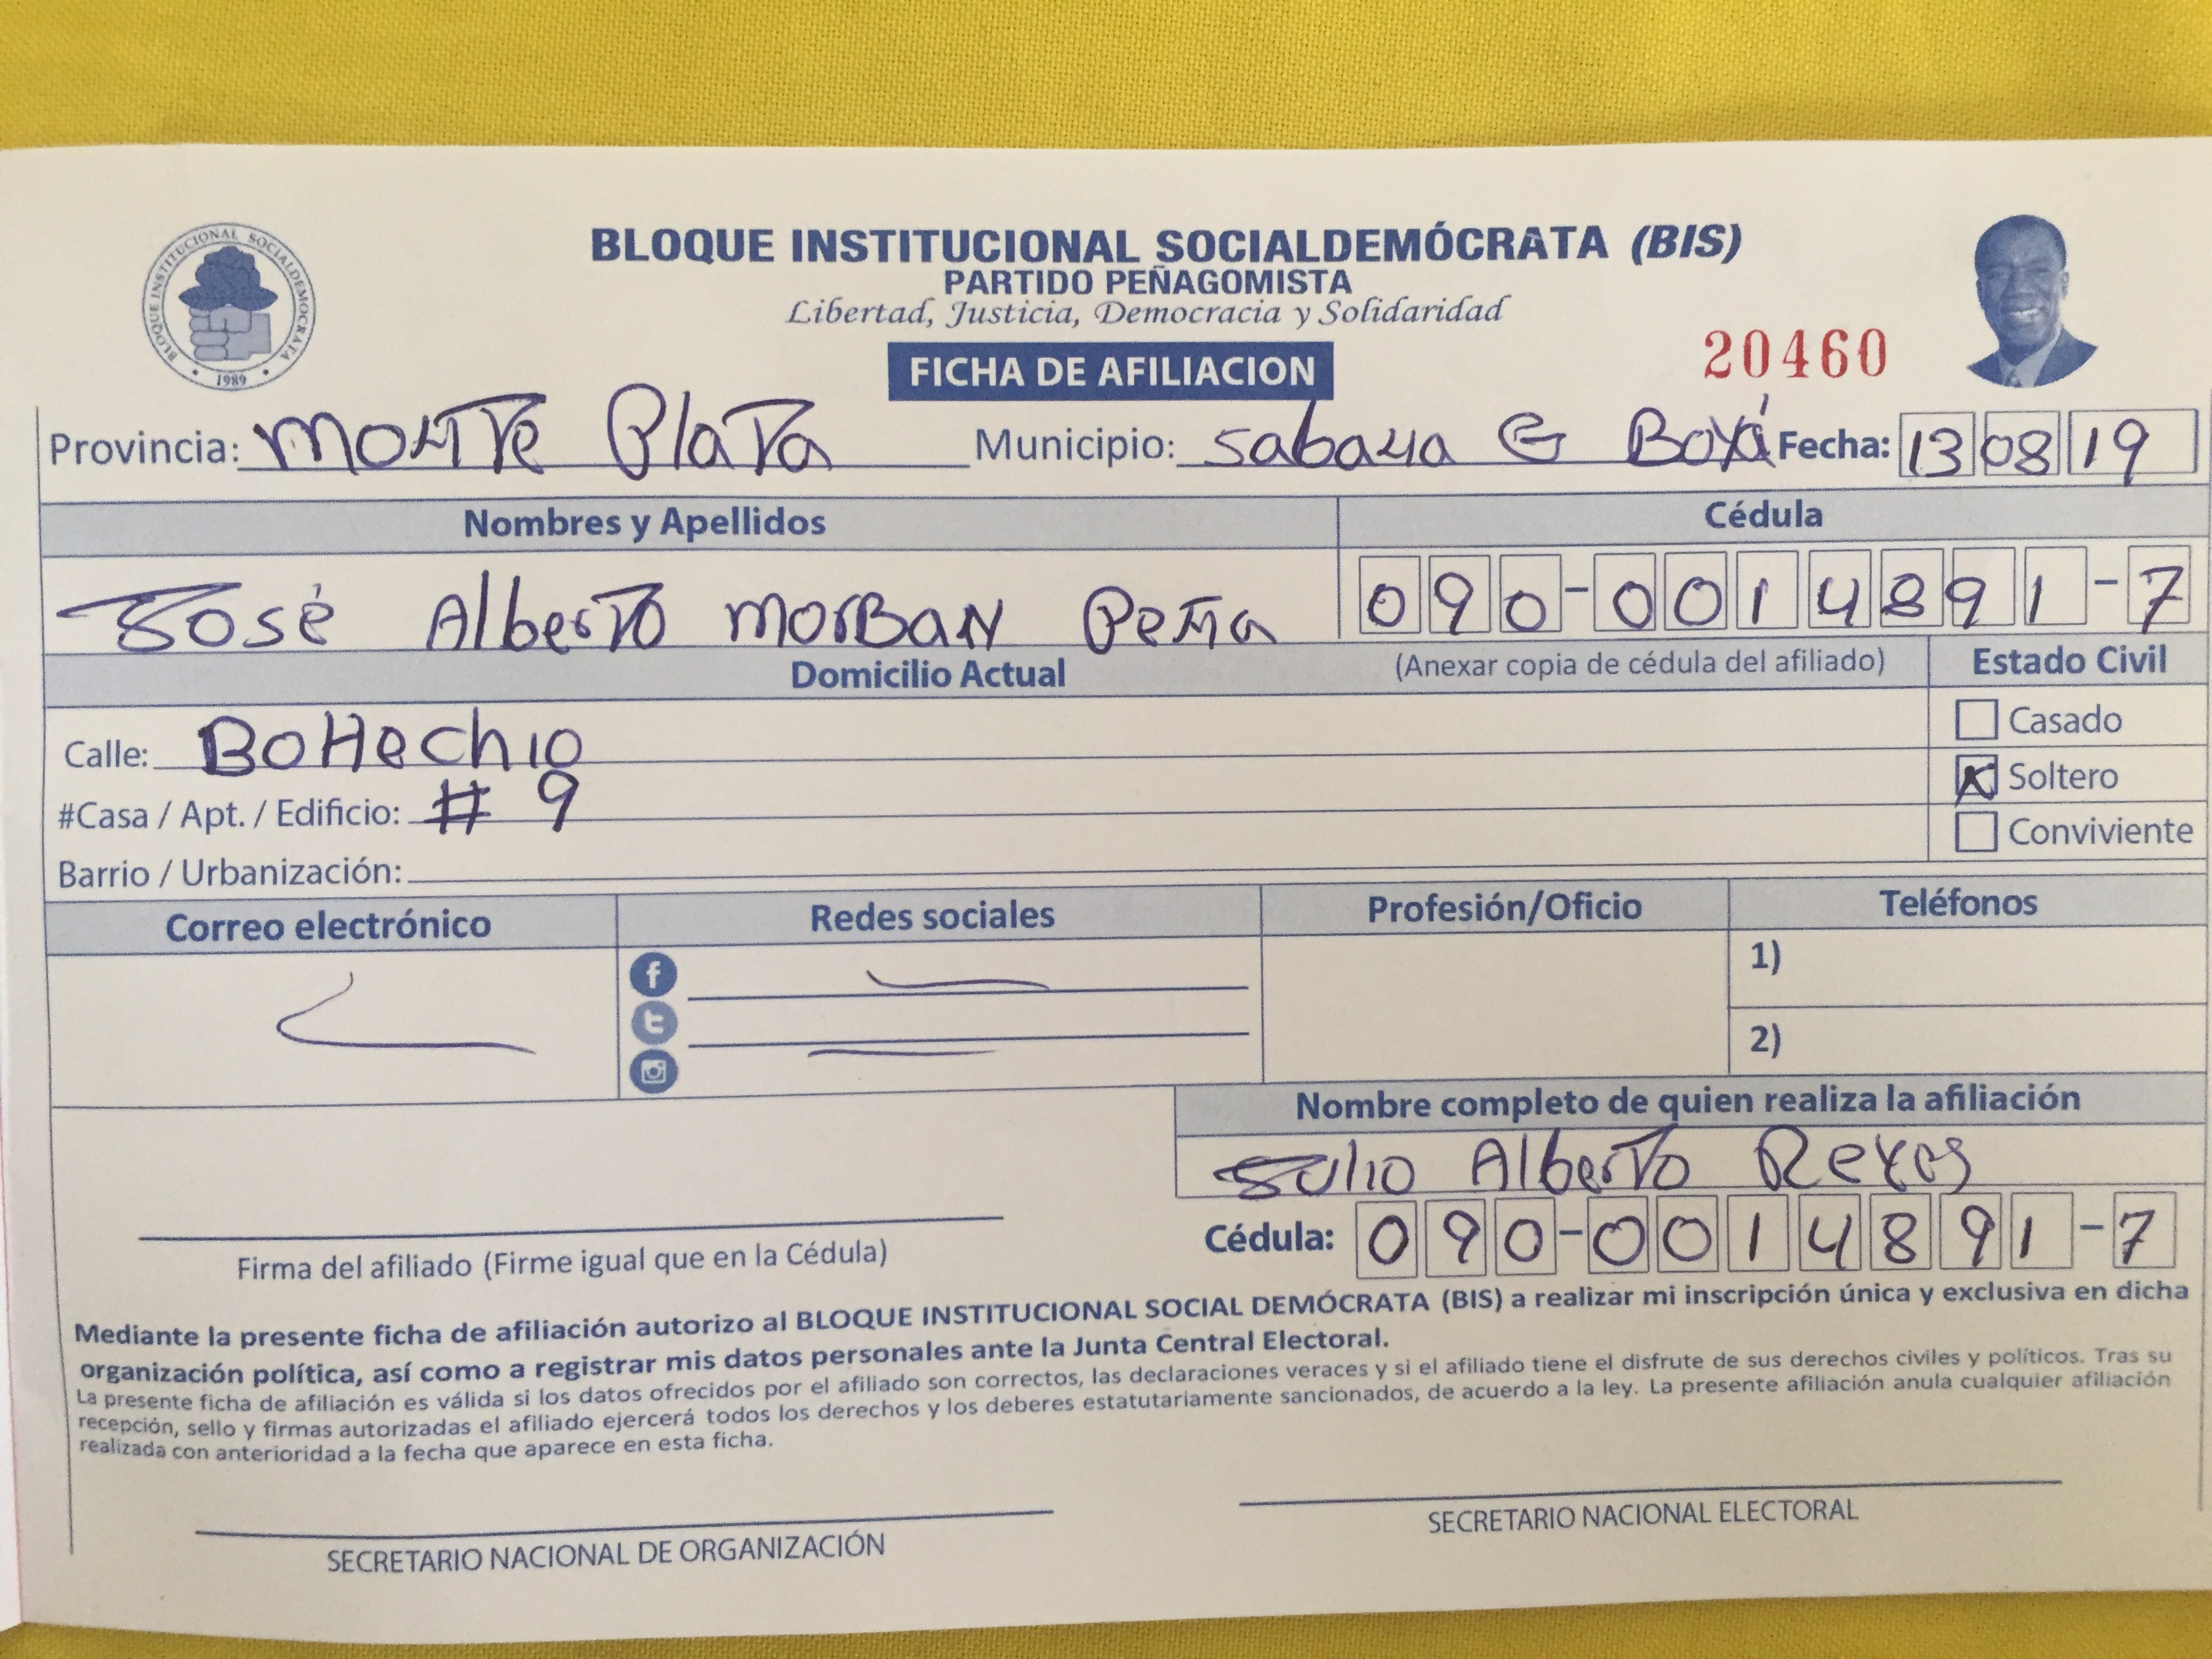 BLOQUE INSTITUCIONAL SOCIALDEMOCRATA
1989
BLOQUE INSTITUCIONAL SOCIALDEMÓCRATA (BIS)
PARTIDO PEÑAGOMISTA
Libertad, Justicia, Democracia y Solidaridad
FICHA DE AFILIACION
20460
Provincia: Monte Plata Municipio: Sabana G Boyá Fecha: 13 08 19
Nombres y Apellidos Cédula
José Alberto Morban Peña 090-0014891-7
Domicilio Actual (Anexar copia de cédula del afiliado) Estado Civil
Calle: BoHechio Casado
#Casa / Apt. / Edificio: # 9 Soltero
Barrio / Urbanización: Conviviente
Correo electrónico Redes sociales Profesión/Oficio Teléfonos
1)
2)
Nombre completo de quien realiza la afiliación
Julio Alberto Reyes
Cédula: 090-0014891-7
Firma del afiliado (Firme igual que en la Cédula)
Mediante la presente ficha de afiliación autorizo al BLOQUE INSTITUCIONAL SOCIAL DEMÓCRATA (BIS) a realizar mi inscripción única y exclusiva en dicha
organización política, así como a registrar mis datos personales ante la Junta Central Electoral.
La presente ficha de afiliación es válida si los datos ofrecidos por el afiliado son correctos, las declaraciones veraces y si el afiliado tiene el disfrute de sus derechos civiles y políticos. Tras su
recepción, sello y firmas autorizadas el afiliado ejercerá todos los derechos y los deberes estatutariamente sancionados, de acuerdo a la ley. La presente afiliación anula cualquier afiliación
realizada con anterioridad a la fecha que aparece en esta ficha.
SECRETARIO NACIONAL DE ORGANIZACIÓN SECRETARIO NACIONAL ELECTORAL